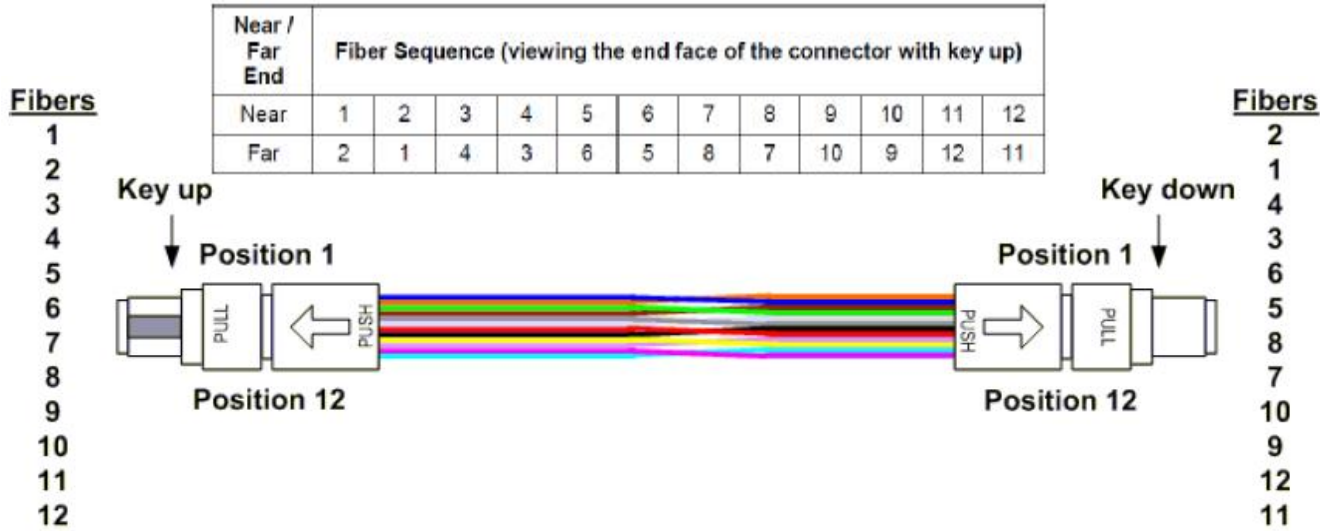 Near / Far End Fiber Sequence (viewing the end face of the connector with key up)
Near 1 2 3 4 5 6 7 8 9 10 11 12
Far 2 1 4 3 6 5 8 7 10 9 12 11
Fibers
1
2
3
4
5
6
7
8
9
10
11
12
Key up
Position 1
PULL
PUSH
Position 12
Key down
Position 1
PUSH
PULL
Position 12
Fibers
2
1
4
3
6
5
8
7
10
9
12
11